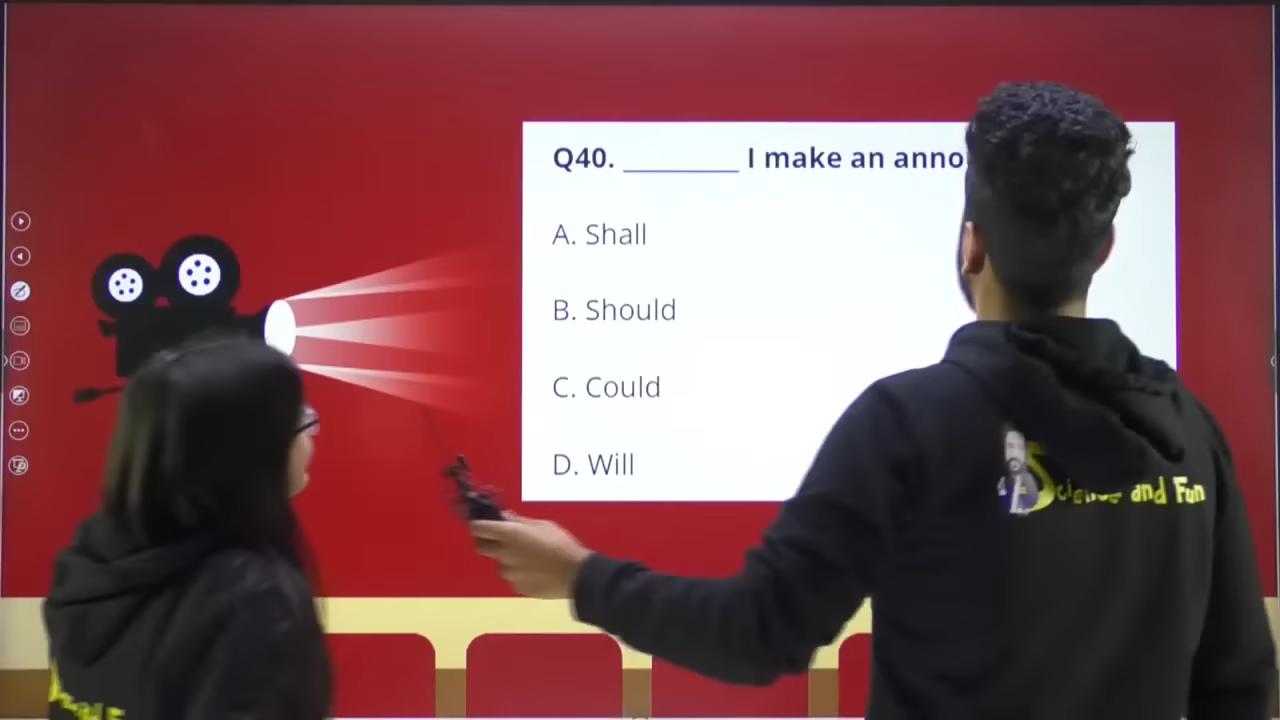 Q40. ________ I make an anno
A. Shall
B. Should
C. Could
D. Will
Science and Fun